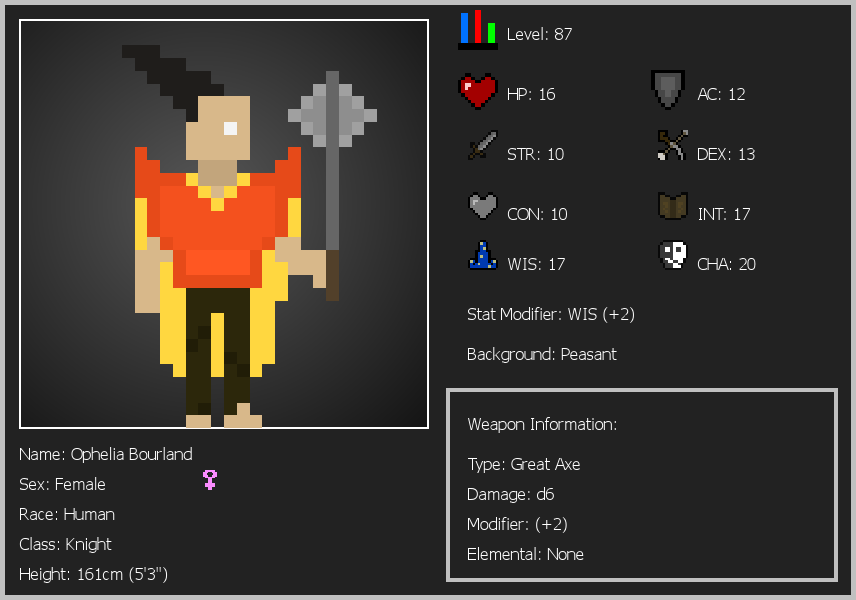 Level: 87
HP: 16
AC: 12
STR: 10
DEX: 13
CON: 10
INT: 17
WIS: 17
CHA: 20
Stat Modifier: WIS (+2)
Background: Peasant
Weapon Information:
Type: Great Axe
Damage: d6
Modifier: (+2)
Elemental: None
Name: Ophelia Bourland
Sex: Female
Race: Human
Class: Knight
Height: 161cm (5'3")